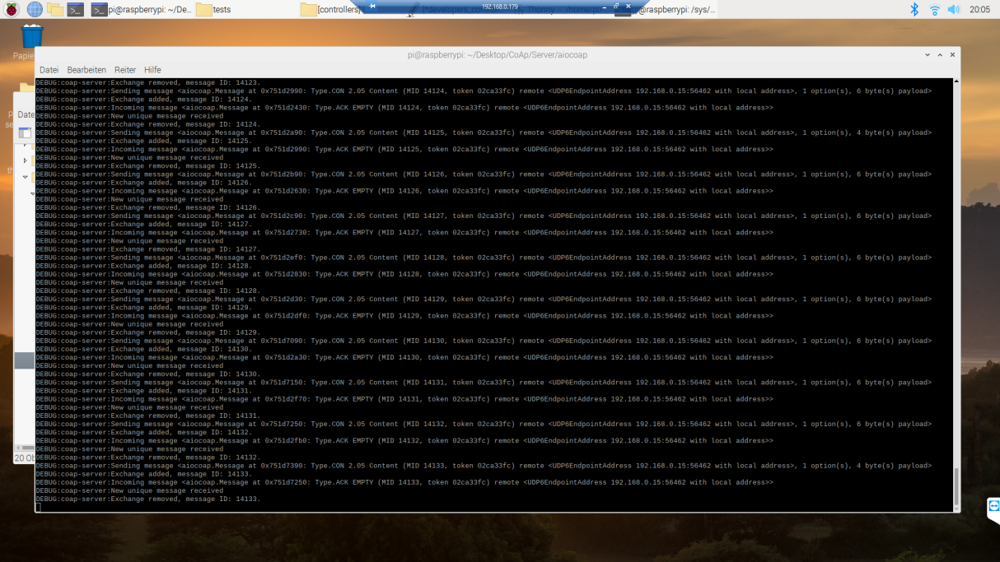 192.168.0.179
pi@raspberrypi: ~/De...
tests
[controllers]
pi@raspberrypi: /sys/...
20:05
Papie
pi@raspberrypi: ~/Desktop/CoAp/Server/aiocoap
Datei Bearbeiten Reiter Hilfe
Date
20 Ob
DEBUG:coap-server:Exchange removed, message ID: 14123.
DEBUG:coap-server:Sending message <aiocoap.Message at 0x751d2990: Type.CON 2.05 Content (MID 14124, token 02ca33fc) remote <UDP6EndpointAddress 192.168.0.15:56462 with local address>, 1 option(s), 6 byte(s) payload>
DEBUG:coap-server:Exchange added, message ID: 14124.
DEBUG:coap-server:Incoming message <aiocoap.Message at 0x751d2430: Type.ACK EMPTY (MID 14124, token 02ca33fc) remote <UDP6EndpointAddress 192.168.0.15:56462 with local address>>
DEBUG:coap-server:New unique message received
DEBUG:coap-server:Exchange removed, message ID: 14124.
DEBUG:coap-server:Sending message <aiocoap.Message at 0x751d2a90: Type.CON 2.05 Content (MID 14125, token 02ca33fc) remote <UDP6EndpointAddress 192.168.0.15:56462 with local address>, 1 option(s), 4 byte(s) payload>
DEBUG:coap-server:Exchange added, message ID: 14125.
DEBUG:coap-server:Incoming message <aiocoap.Message at 0x751d2990: Type.ACK EMPTY (MID 14125, token 02ca33fc) remote <UDP6EndpointAddress 192.168.0.15:56462 with local address>>
DEBUG:coap-server:New unique message received
DEBUG:coap-server:Exchange removed, message ID: 14125.
DEBUG:coap-server:Sending message <aiocoap.Message at 0x751d2b90: Type.CON 2.05 Content (MID 14126, token 02ca33fc) remote <UDP6EndpointAddress 192.168.0.15:56462 with local address>, 1 option(s), 6 byte(s) payload>
DEBUG:coap-server:Exchange added, message ID: 14126.
DEBUG:coap-server:Incoming message <aiocoap.Message at 0x751d2630: Type.ACK EMPTY (MID 14126, token 02ca33fc) remote <UDP6EndpointAddress 192.168.0.15:56462 with local address>>
DEBUG:coap-server:New unique message received
DEBUG:coap-server:Exchange removed, message ID: 14126.
DEBUG:coap-server:Sending message <aiocoap.Message at 0x751d2c90: Type.CON 2.05 Content (MID 14127, token 02ca33fc) remote <UDP6EndpointAddress 192.168.0.15:56462 with local address>, 1 option(s), 6 byte(s) payload>
DEBUG:coap-server:Exchange added, message ID: 14127.
DEBUG:coap-server:Incoming message <aiocoap.Message at 0x751d2730: Type.ACK EMPTY (MID 14127, token 02ca33fc) remote <UDP6EndpointAddress 192.168.0.15:56462 with local address>>
DEBUG:coap-server:New unique message received
DEBUG:coap-server:Exchange removed, message ID: 14127.
DEBUG:coap-server:Sending message <aiocoap.Message at 0x751d2ef0: Type.CON 2.05 Content (MID 14128, token 02ca33fc) remote <UDP6EndpointAddress 192.168.0.15:56462 with local address>, 1 option(s), 6 byte(s) payload>
DEBUG:coap-server:Exchange added, message ID: 14128.
DEBUG:coap-server:Incoming message <aiocoap.Message at 0x751d2830: Type.ACK EMPTY (MID 14128, token 02ca33fc) remote <UDP6EndpointAddress 192.168.0.15:56462 with local address>>
DEBUG:coap-server:New unique message received
DEBUG:coap-server:Exchange removed, message ID: 14128.
DEBUG:coap-server:Sending message <aiocoap.Message at 0x751d2d30: Type.CON 2.05 Content (MID 14129, token 02ca33fc) remote <UDP6EndpointAddress 192.168.0.15:56462 with local address>, 1 option(s), 6 byte(s) payload>
DEBUG:coap-server:Exchange added, message ID: 14129.
DEBUG:coap-server:Incoming message <aiocoap.Message at 0x751d2df0: Type.ACK EMPTY (MID 14129, token 02ca33fc) remote <UDP6EndpointAddress 192.168.0.15:56462 with local address>>
DEBUG:coap-server:New unique message received
DEBUG:coap-server:Exchange removed, message ID: 14129.
DEBUG:coap-server:Sending message <aiocoap.Message at 0x751d7090: Type.CON 2.05 Content (MID 14130, token 02ca33fc) remote <UDP6EndpointAddress 192.168.0.15:56462 with local address>, 1 option(s), 6 byte(s) payload>
DEBUG:coap-server:Exchange added, message ID: 14130.
DEBUG:coap-server:Incoming message <aiocoap.Message at 0x751d2a30: Type.ACK EMPTY (MID 14130, token 02ca33fc) remote <UDP6EndpointAddress 192.168.0.15:56462 with local address>>
DEBUG:coap-server:New unique message received
DEBUG:coap-server:Exchange removed, message ID: 14130.
DEBUG:coap-server:Sending message <aiocoap.Message at 0x751d7150: Type.CON 2.05 Content (MID 14131, token 02ca33fc) remote <UDP6EndpointAddress 192.168.0.15:56462 with local address>, 1 option(s), 6 byte(s) payload>
DEBUG:coap-server:Exchange added, message ID: 14131.
DEBUG:coap-server:Incoming message <aiocoap.Message at 0x751d2f70: Type.ACK EMPTY (MID 14131, token 02ca33fc) remote <UDP6EndpointAddress 192.168.0.15:56462 with local address>>
DEBUG:coap-server:New unique message received
DEBUG:coap-server:Exchange removed, message ID: 14131.
DEBUG:coap-server:Sending message <aiocoap.Message at 0x751d7250: Type.CON 2.05 Content (MID 14132, token 02ca33fc) remote <UDP6EndpointAddress 192.168.0.15:56462 with local address>, 1 option(s), 6 byte(s) payload>
DEBUG:coap-server:Exchange added, message ID: 14132.
DEBUG:coap-server:Incoming message <aiocoap.Message at 0x751d2fb0: Type.ACK EMPTY (MID 14132, token 02ca33fc) remote <UDP6EndpointAddress 192.168.0.15:56462 with local address>>
DEBUG:coap-server:New unique message received
DEBUG:coap-server:Exchange removed, message ID: 14132.
DEBUG:coap-server:Sending message <aiocoap.Message at 0x751d7390: Type.CON 2.05 Content (MID 14133, token 02ca33fc) remote <UDP6EndpointAddress 192.168.0.15:56462 with local address>, 1 option(s), 4 byte(s) payload>
DEBUG:coap-server:Exchange added, message ID: 14133.
DEBUG:coap-server:Incoming message <aiocoap.Message at 0x751d7250: Type.ACK EMPTY (MID 14133, token 02ca33fc) remote <UDP6EndpointAddress 192.168.0.15:56462 with local address>>
DEBUG:coap-server:New unique message received
DEBUG:coap-server:Exchange removed, message ID: 14133.